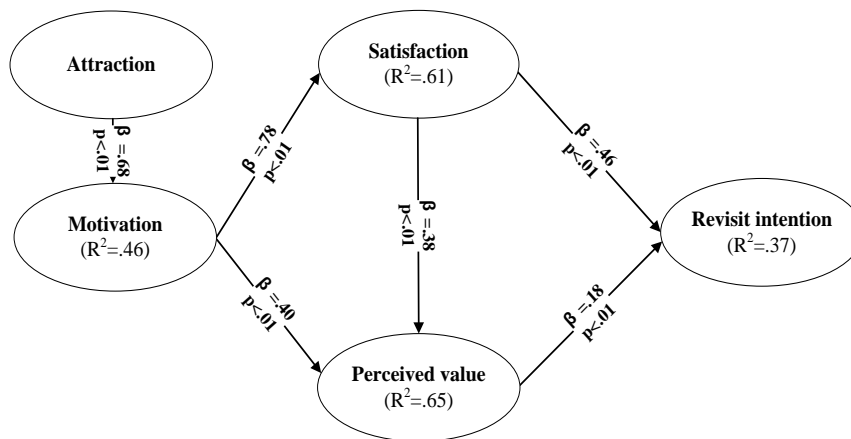 Attraction
Satisfaction
(R²=.61)
β =.68
p<.01
β =.78
p<.01
β =.46
p<.01
Motivation
(R²=.46)
β =.38
p<.01
Revisit intention
(R²=.37)
β =.40
p<.01
β =.18
p<.01
Perceived value
(R²=.65)